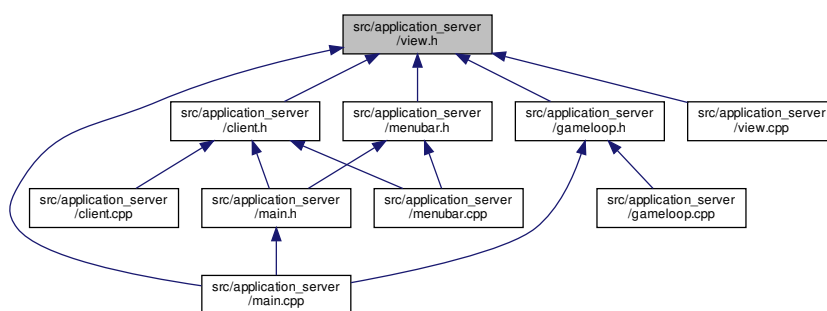 src/application_server
/view.h
src/application_server
/client.h
src/application_server
/menubar.h
src/application_server
/gameloop.h
src/application_server
/view.cpp
src/application_server
/client.cpp
src/application_server
/main.h
src/application_server
/menubar.cpp
src/application_server
/gameloop.cpp
src/application_server
/main.cpp